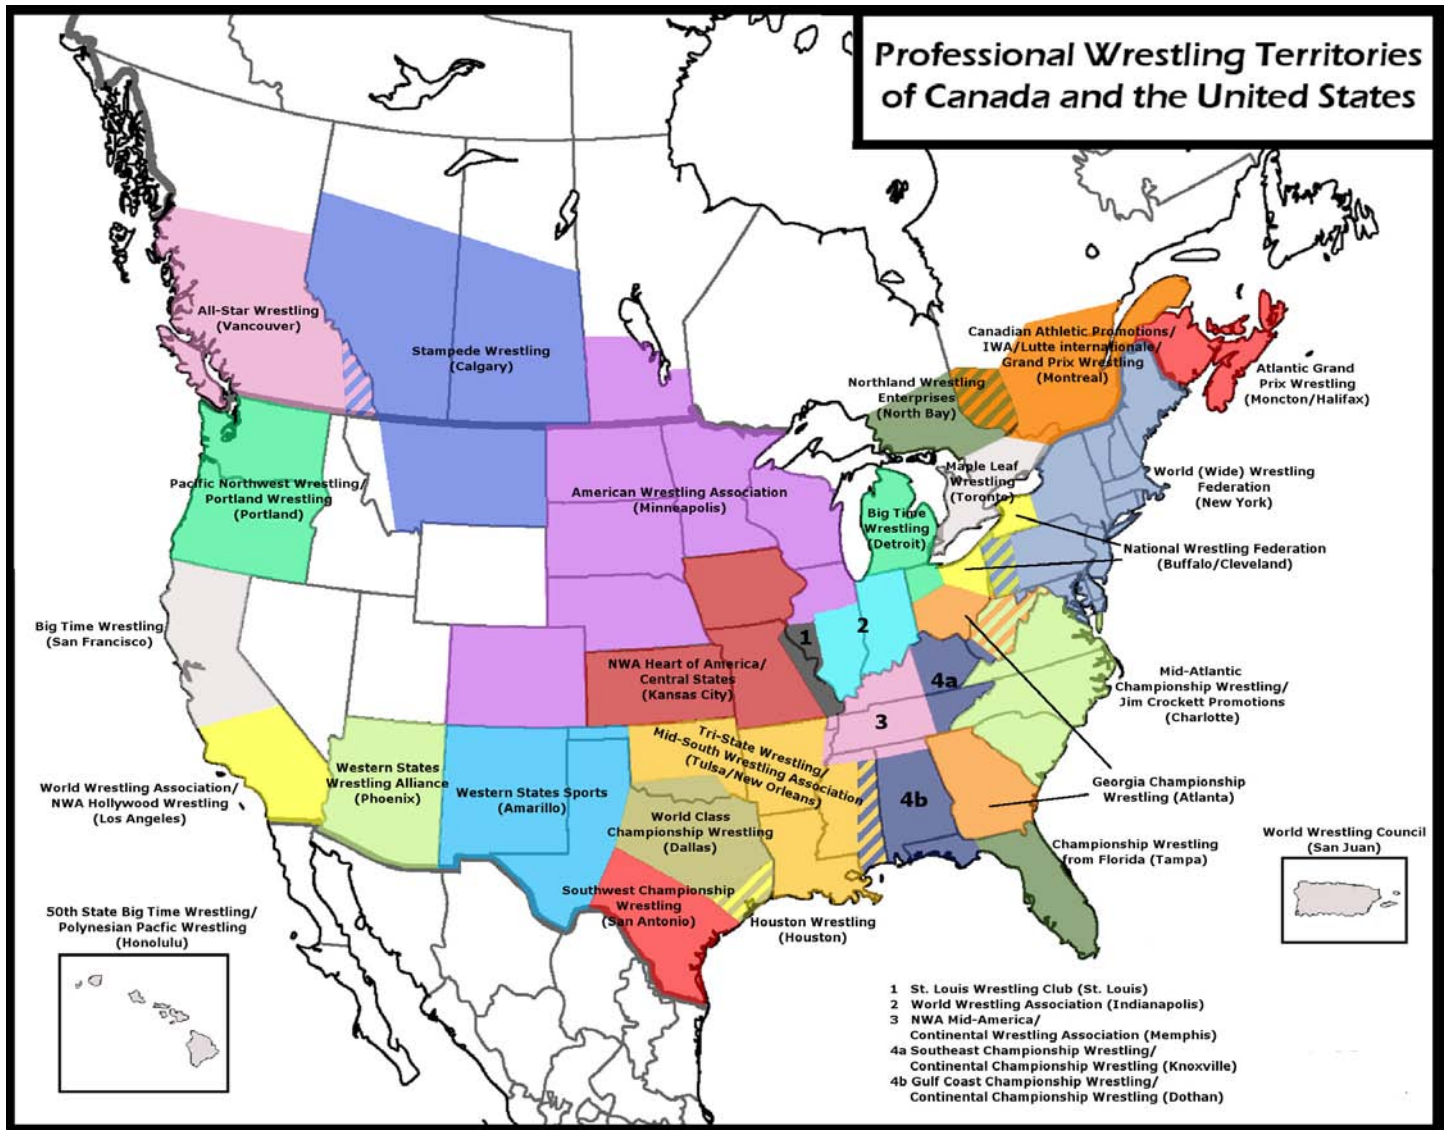 Professional Wrestling Territories
of Canada and the United States
All-Star Wrestling
(Vancouver)
Stampede Wrestling
(Calgary)
Canadian Athletic Promotions/
IWA/Lutte internationale/
Grand Prix Wrestling
(Montreal)
Northland Wrestling
Enterprises
(North Bay)
Atlantic Grand
Prix Wrestling
(Moncton/Halifax)
Pacific Northwest Wrestling/
Portland Wrestling
(Portland)
American Wrestling Association
(Minneapolis)
Maple Leaf
Wrestling
(Toronto)
Big Time
Wrestling
(Detroit)
World (Wide) Wrestling
Federation
(New York)
National Wrestling Federation
(Buffalo/Cleveland)
Big Time Wrestling
(San Francisco)
1
2
NWA Heart of America/
Central States
(Kansas City)
4a
3
Mid-Atlantic
Championship Wrestling/
Jim Crockett Promotions
(Charlotte)
World Wrestling Association/
NWA Hollywood Wrestling
(Los Angeles)
Western States
Wrestling Alliance
(Phoenix)
Western States Sports
(Amarillo)
Tri-State Wrestling/
Mid-South Wrestling Association
(Tulsa/New Orleans)
4b
Georgia Championship
Wrestling (Atlanta)
World Class
Championship Wrestling
(Dallas)
Championship Wrestling
from Florida (Tampa)
World Wrestling Council
(San Juan)
Southwest Championship
Wrestling
(San Antonio)
Houston Wrestling
(Houston)
50th State Big Time Wrestling/
Polynesian Pacfic Wrestling
(Honolulu)
1 St. Louis Wrestling Club (St. Louis)
2 World Wrestling Association (Indianapolis)
3 NWA Mid-America/
Continental Wrestling Association (Memphis)
4a Southeast Championship Wrestling/
Continental Championship Wrestling (Knoxville)
4b Gulf Coast Championship Wrestling/
Continental Championship Wrestling (Dothan)